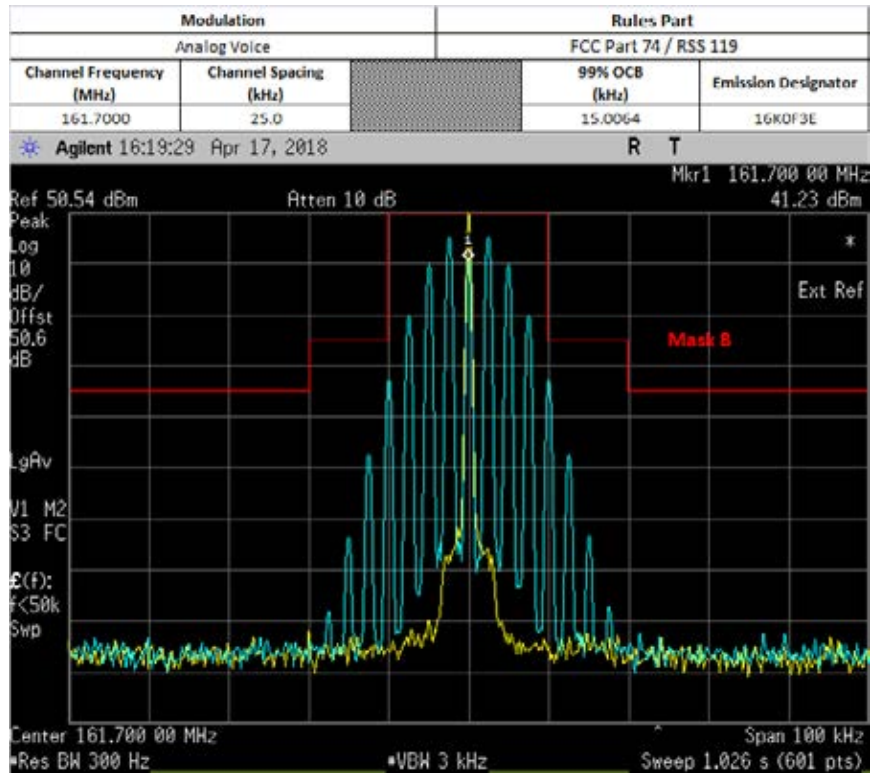 Modulation Rules Part
Analog Voice FCC Part 74 / RSS 119
Channel Frequency (MHz) Channel Spacing (kHz) 99% OCB (kHz) Emission Designator
161.7000 25.0 15.0064 16K0F3E
Agilent 16:19:29 Apr 17, 2018 R T
Mkr1 161.700 00 MHz
Ref 50.54 dBm Atten 10 dB 41.23 dBm
Peak
Log
10
dB/
Offst
50.6
dB
1
*
Ext Ref
Mask B
LgAv
V1 M2
S3 FC
£(f):
f<50k
Swp
Center 161.700 00 MHz Span 100 kHz
*Res BW 300 Hz *VBW 3 kHz Sweep 1.026 s (601 pts)